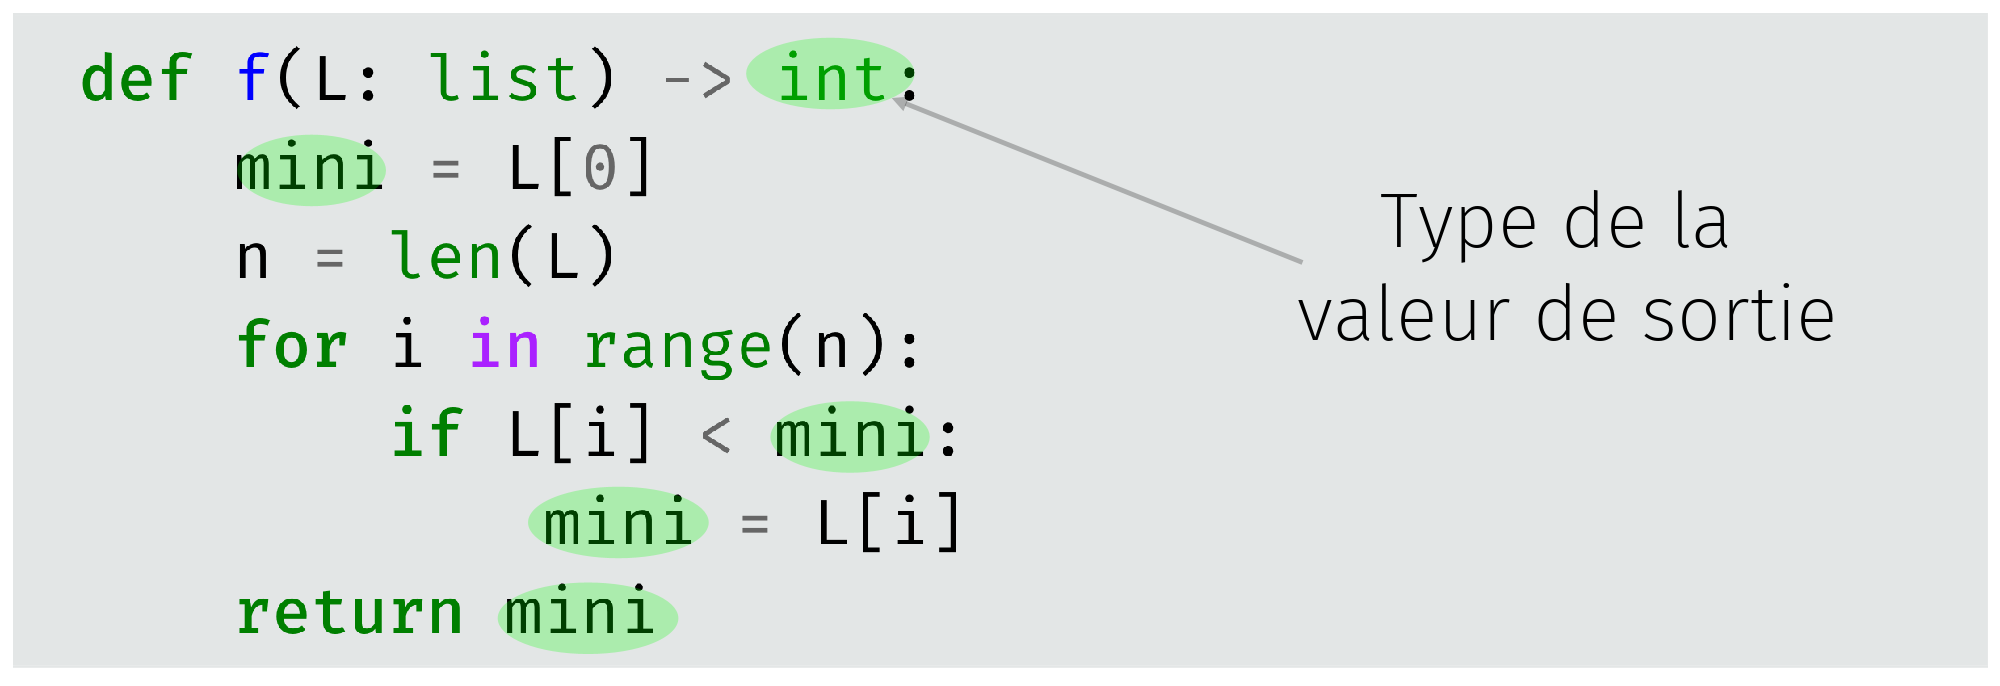 def f(L: list) -> int:
    mini = L[0]
    n = len(L)
    for i in range(n):
        if L[i] < mini:
            mini = L[i]
    return mini
Type de la
valeur de sortie